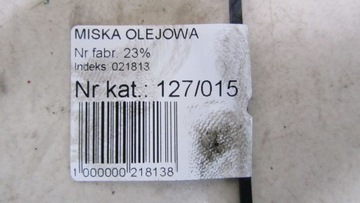 MISKA OLEJOWA
Nr fabr. 23%
Indeks: 021813
Nr kat.: 127/015
1 000000 218138